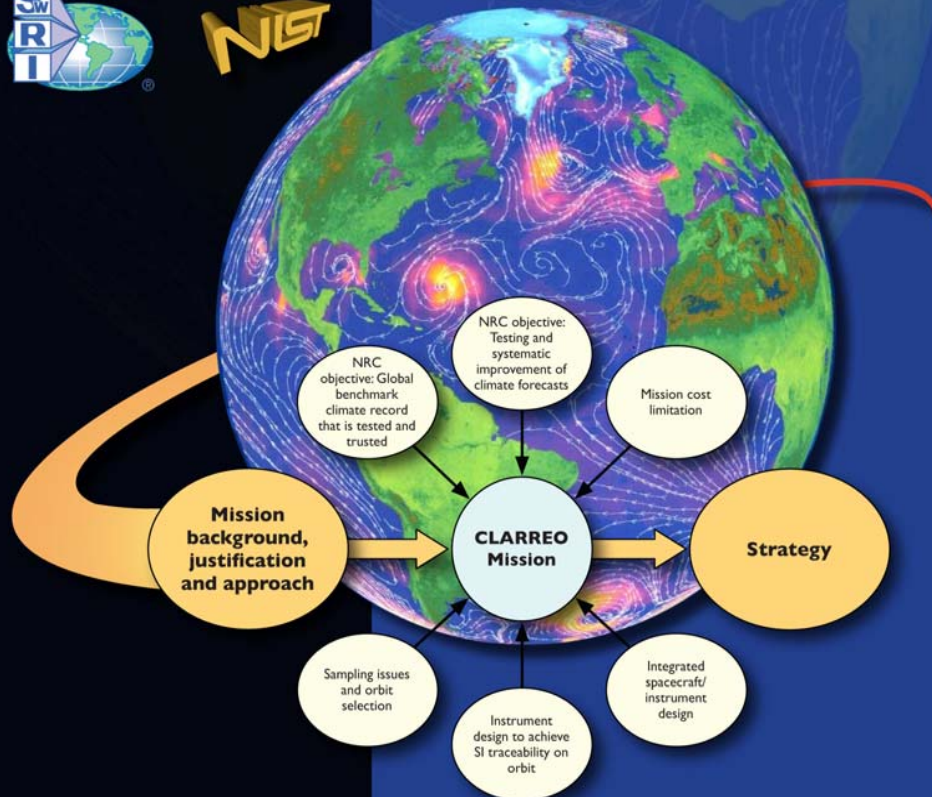 SW
R
I
®
NIST
NRC
objective: Global
benchmark
climate record
that is tested and
trusted
NRC objective:
Testing and
systematic
improvement of
climate forecasts
Mission cost
limitation
Mission
background,
justification
and approach
CLARREO
Mission
Strategy
Sampling issues
and orbit
selection
Instrument
design to achieve
SI traceability on
orbit
Integrated
spacecraft/
instrument
design